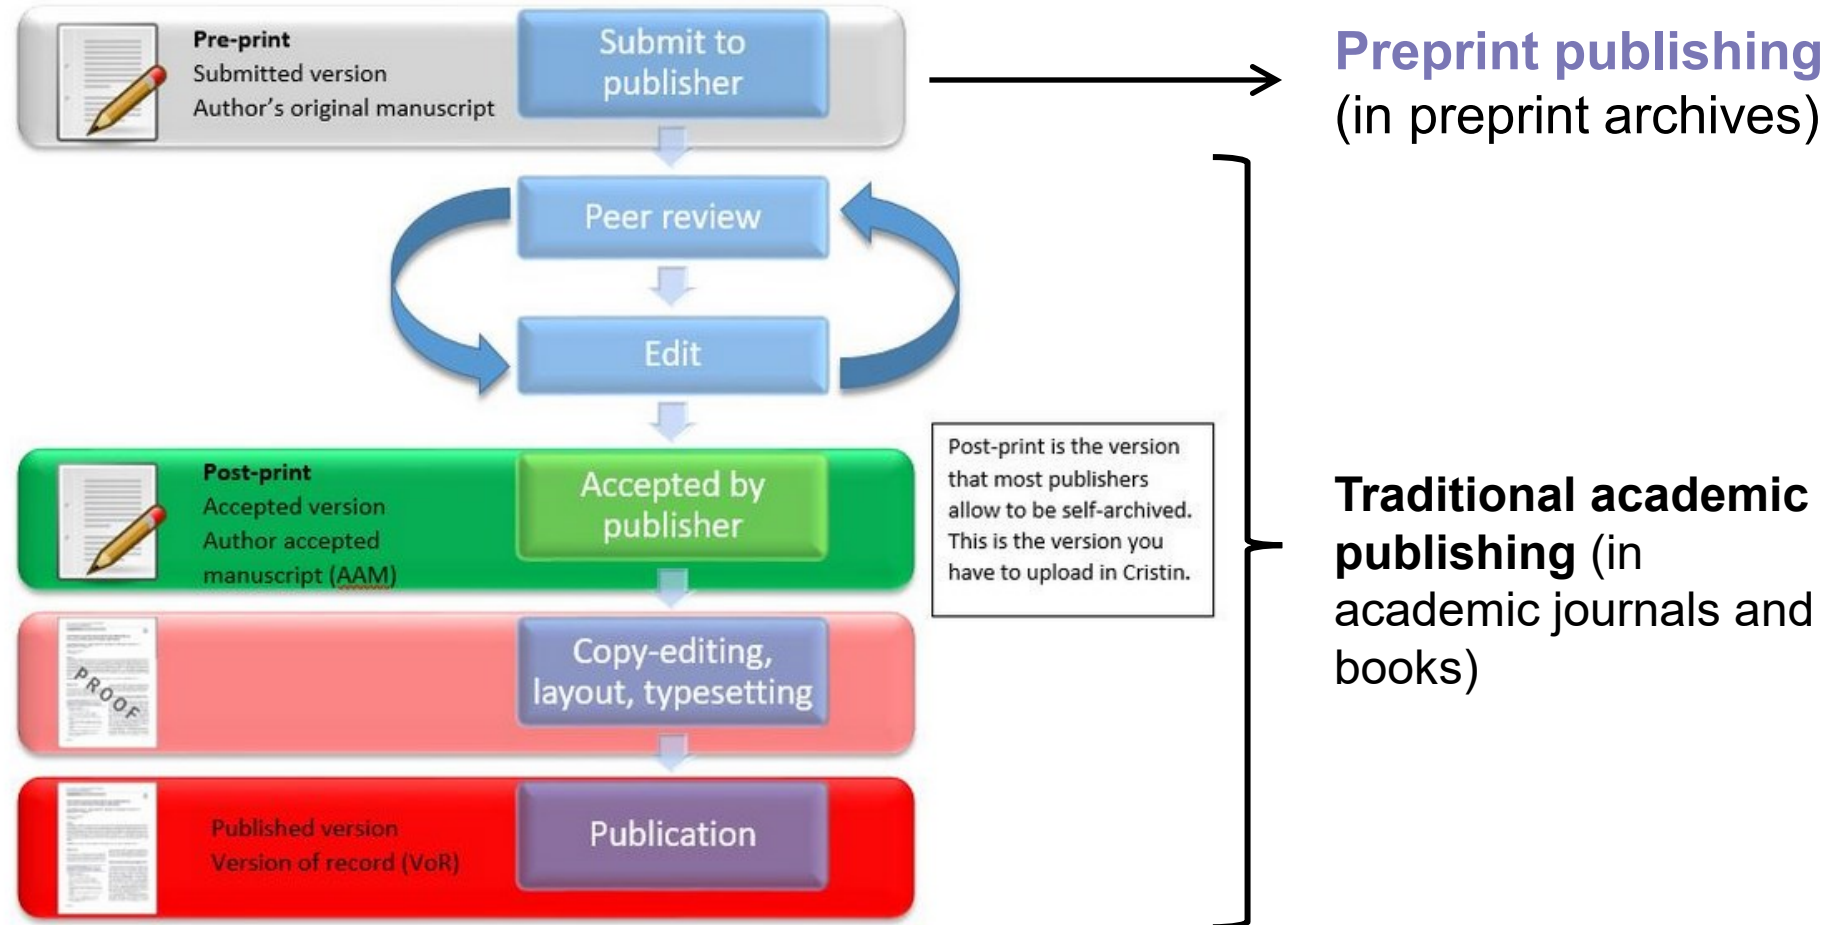 Pre-print
Submitted version
Author's original manuscript
Submit to
publisher
Preprint publishing
(in preprint archives)
Peer review
Edit
Post-print
Accepted version
Author accepted
manuscript (AAM)
Accepted by
publisher
Post-print is the version
that most publishers
allow to be self-archived.
This is the version you
have to upload in Cristin.
Traditional academic
publishing (in
academic journals and
books)
PROOF
Copy-editing,
layout, typesetting
Published version
Version of record (VoR)
Publication